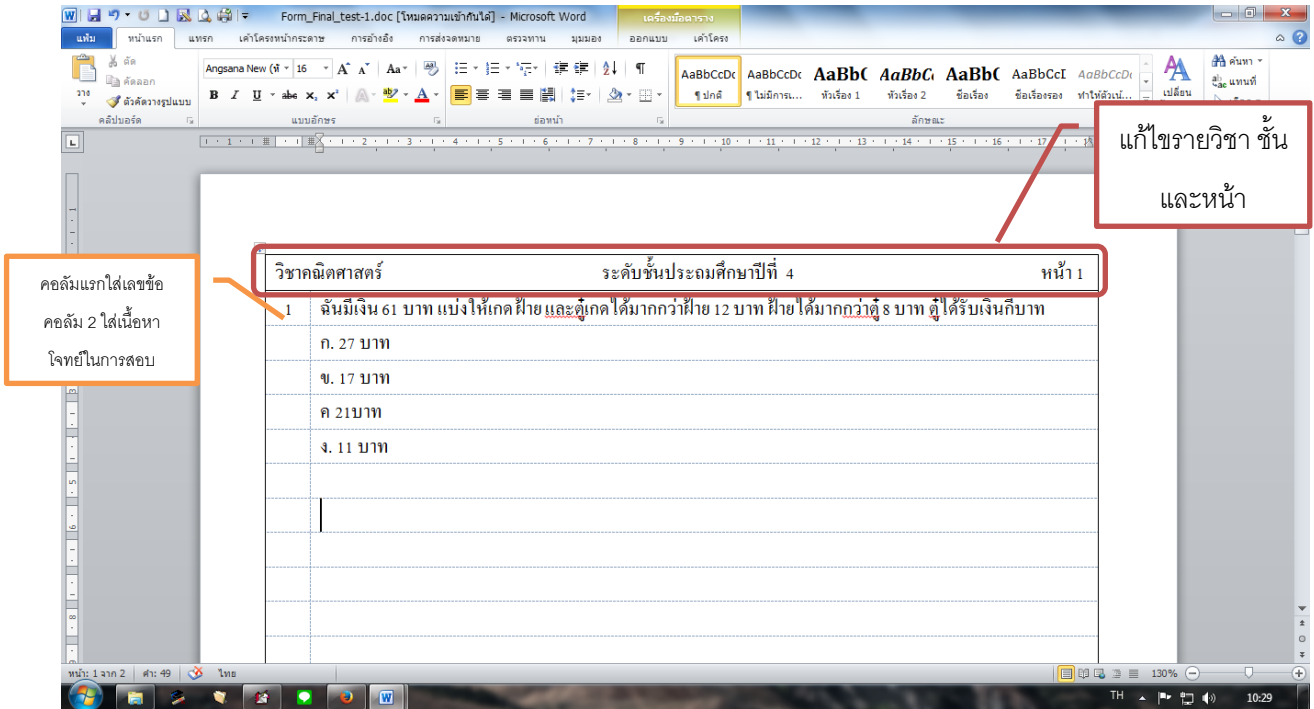 Form_Final_test-1.doc [โหมดความเข้ากันได้] - Microsoft Word
เครื่องมือตาราง
แฟ้ม หน้าแรก แทรก เค้าโครงหน้ากระดาษ การอ้างอิง การส่งจดหมาย ตรวจทาน มุมมอง ออกแบบ เค้าโครง
วาง
ตัด
คัดลอก
ตัวคัดวางรูปแบบ
คลิปบอร์ด
Angsana New (หั 16
แบบอักษร
ย่อหน้า
AaBbCcDc AaBbCcDc AaBbC AaBbCc AaBbC AaBbCcI AaBbCcDc
¶ ปกติ ¶ ไม่มีการเ... หัวเรื่อง 1 หัวเรื่อง 2 ชื่อเรื่อง ชื่อเรื่องรอง ทำให้ตัวเน้...
ลักษณะ
เปลี่ยน
ค้นหา
แทนที่
แก้ไขรายวิชา ชั้น
และหน้า
วิชาคณิตศาสตร์ ระดับชั้นประถมศึกษาปีที่ 4 หน้า 1
คอลัมแรกใส่เลขข้อ
คอลัม 2 ใส่เนื้อหา
โจทย์ในการสอบ
1 ฉันมีเงิน 61 บาท แบ่งให้เกด ฝ้าย และตู่เกด ได้มากกว่าฝ้าย 12 บาท ฝ้าย ได้มากกว่าตู่ 8 บาท ตู่ได้รับเงินกี่บาท
ก. 27 บาท
ข. 17 บาท
ค 21บาท
ง. 11 บาท
หน้า: 1 จาก 2 คำ: 49 ไทย 130%
TH 10:29